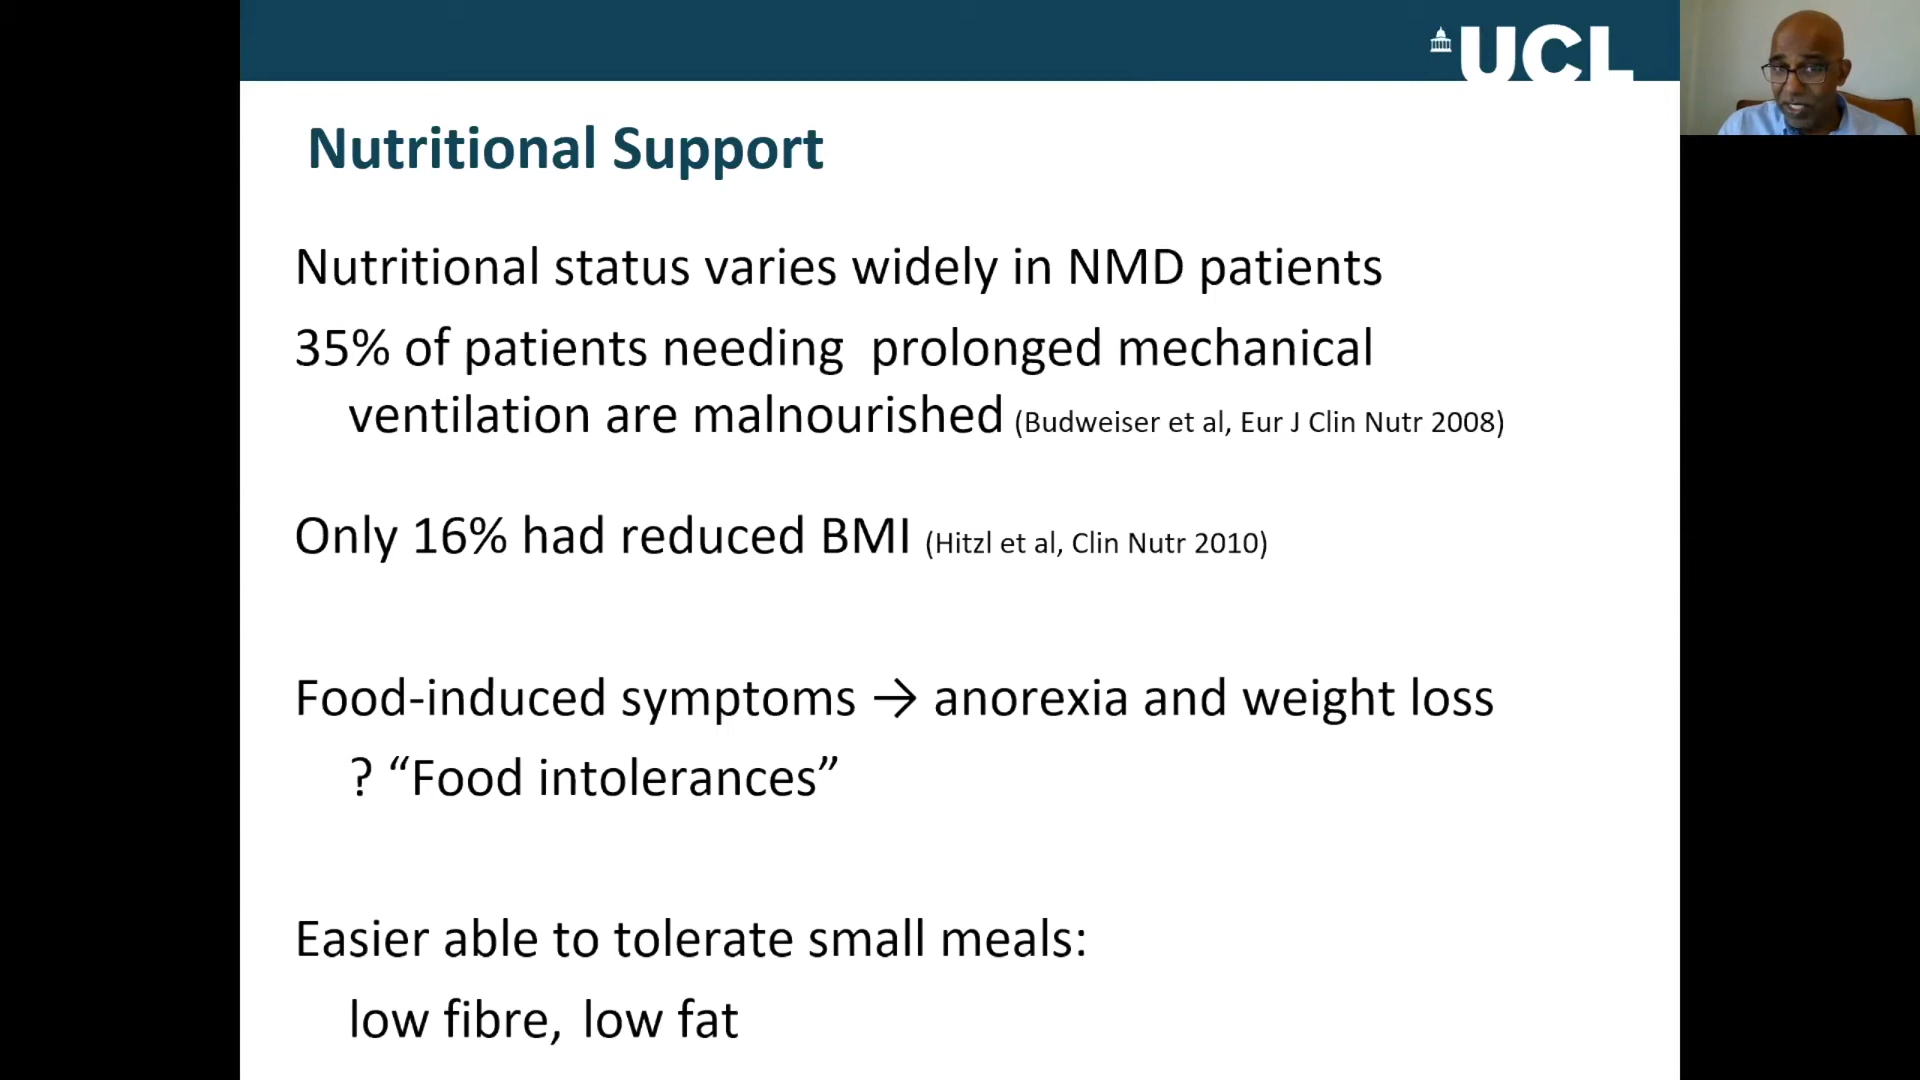 UCL
Nutritional Support
Nutritional status varies widely in NMD patients
35% of patients needing prolonged mechanical
ventilation are malnourished (Budweiser et al, Eur J Clin Nutr 2008)
Only 16% had reduced BMI (Hitzl et al, Clin Nutr 2010)
Food-induced symptoms → anorexia and weight loss
? “Food intolerances”
Easier able to tolerate small meals:
low fibre, low fat